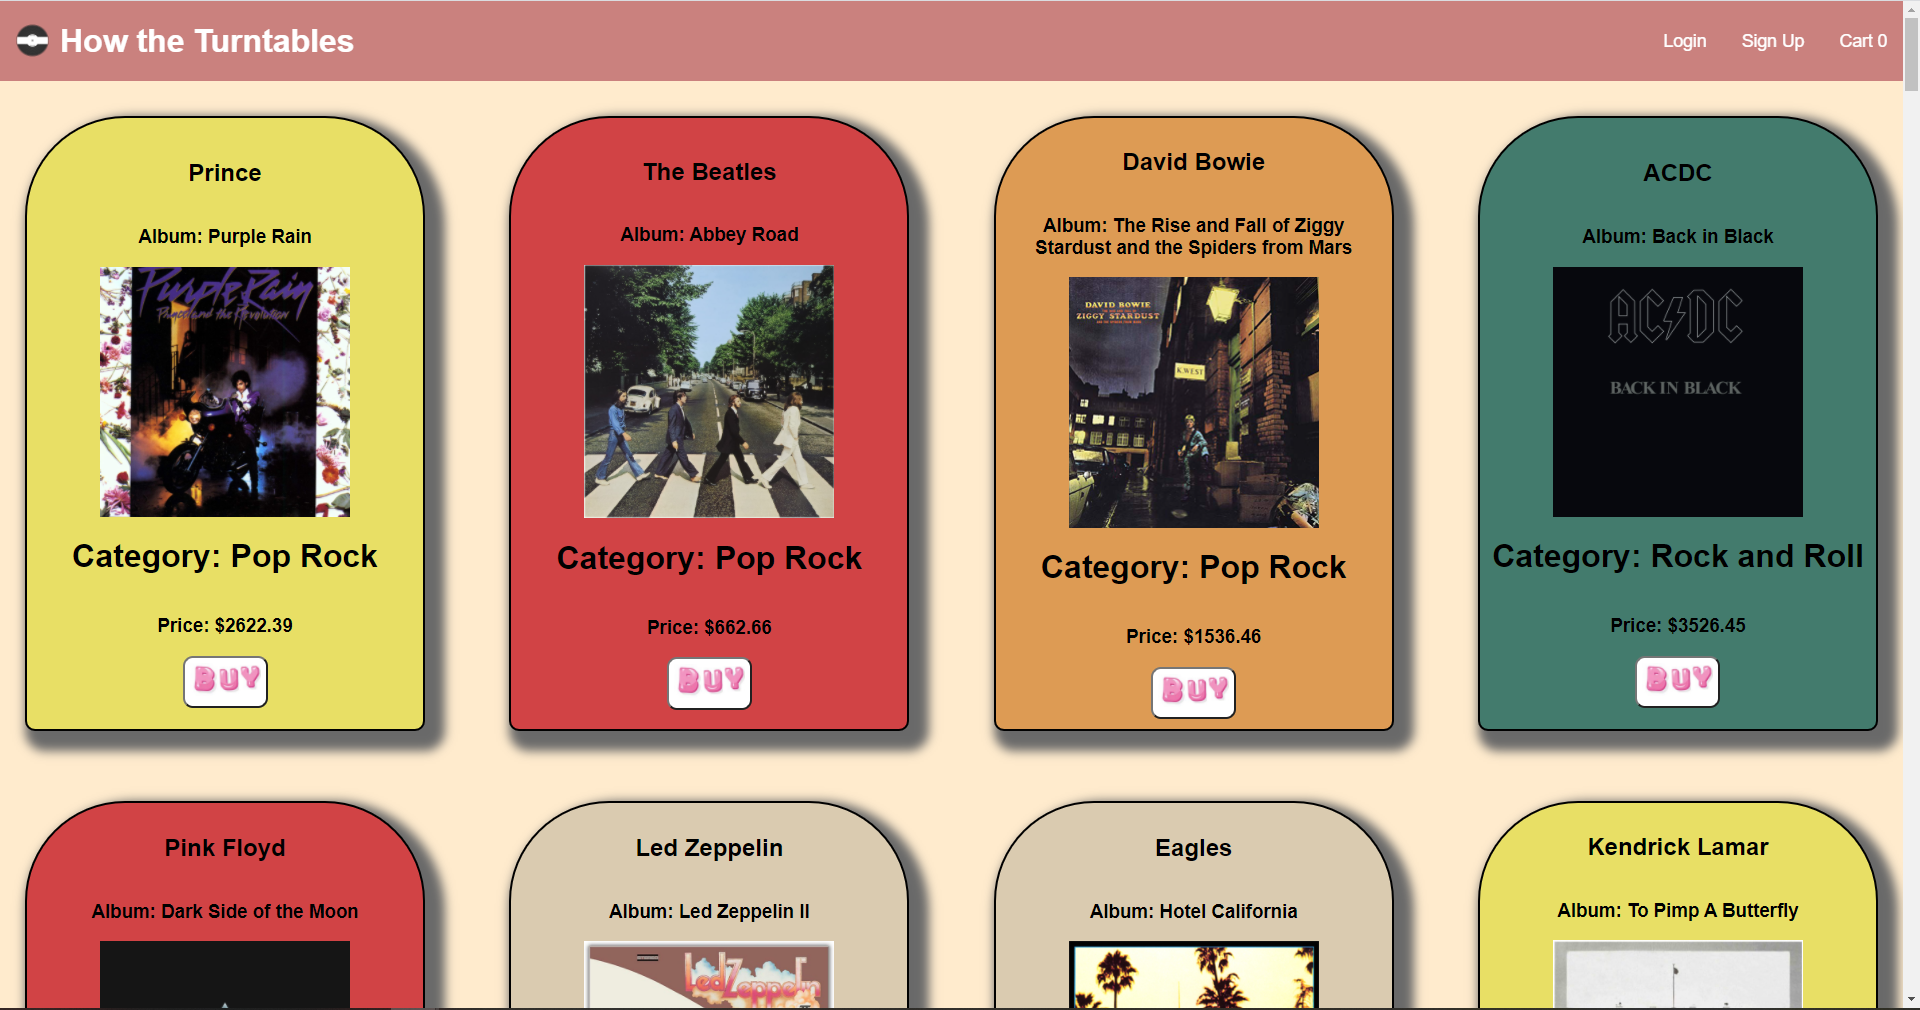 How the Turntables
Login
Sign Up
Cart 0
Prince
Album: Purple Rain
Purple Rain
Prince and the Revolution
Category: Pop Rock
Price: $2622.39
BUY
The Beatles
Album: Abbey Road
Category: Pop Rock
Price: $662.66
BUY
David Bowie
Album: The Rise and Fall of Ziggy
Stardust and the Spiders from Mars
DAVID BOWIE
ZIGGY STARDUST
K.WEST
Category: Pop Rock
Price: $1536.46
BUY
ACDC
Album: Back in Black
AC DC
BACK IN BLACK
Category: Rock and Roll
Price: $3526.45
BUY
Pink Floyd
Album: Dark Side of the Moon
Led Zeppelin
Album: Led Zeppelin II
Led Zeppelin
Eagles
Album: Hotel California
Kendrick Lamar
Album: To Pimp A Butterfly